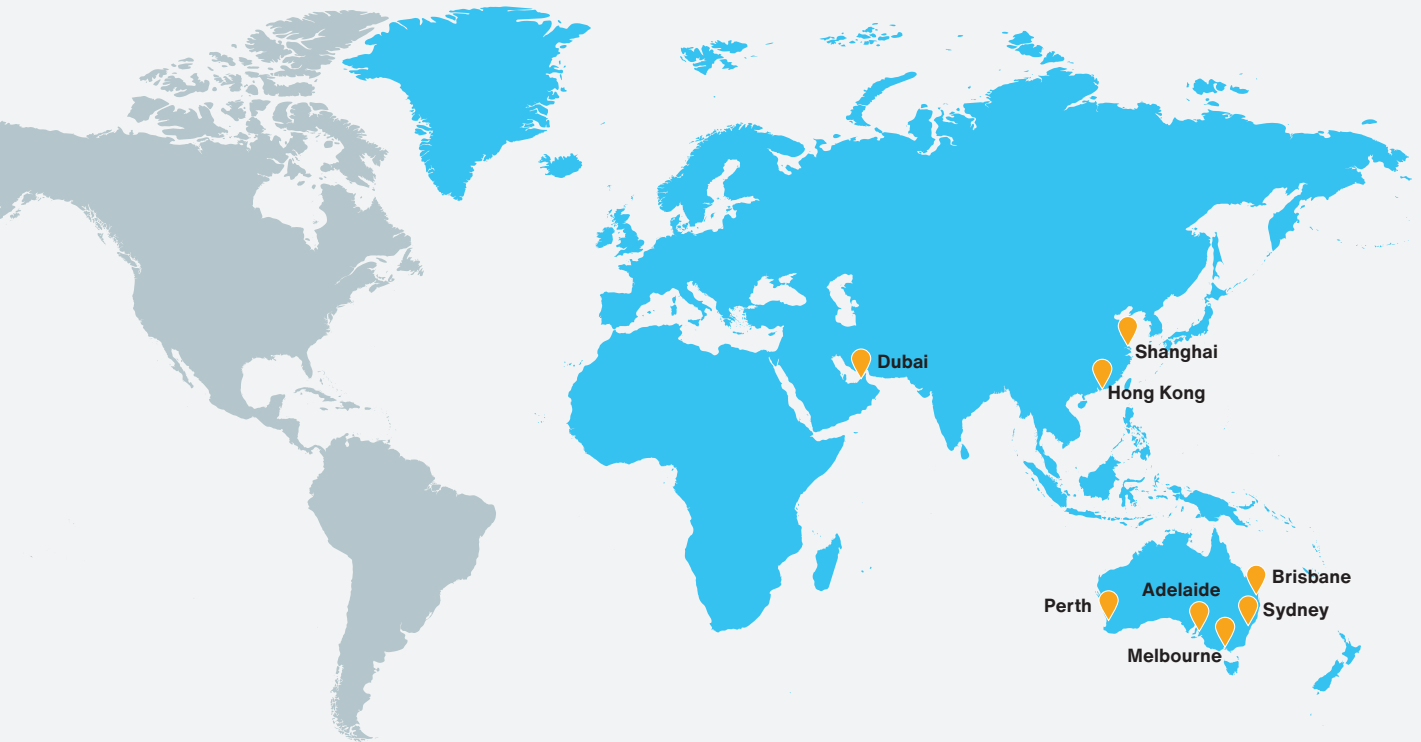 Shanghai
Dubai
Hong Kong
Brisbane
Adelaide
Perth
Sydney
Melbourne